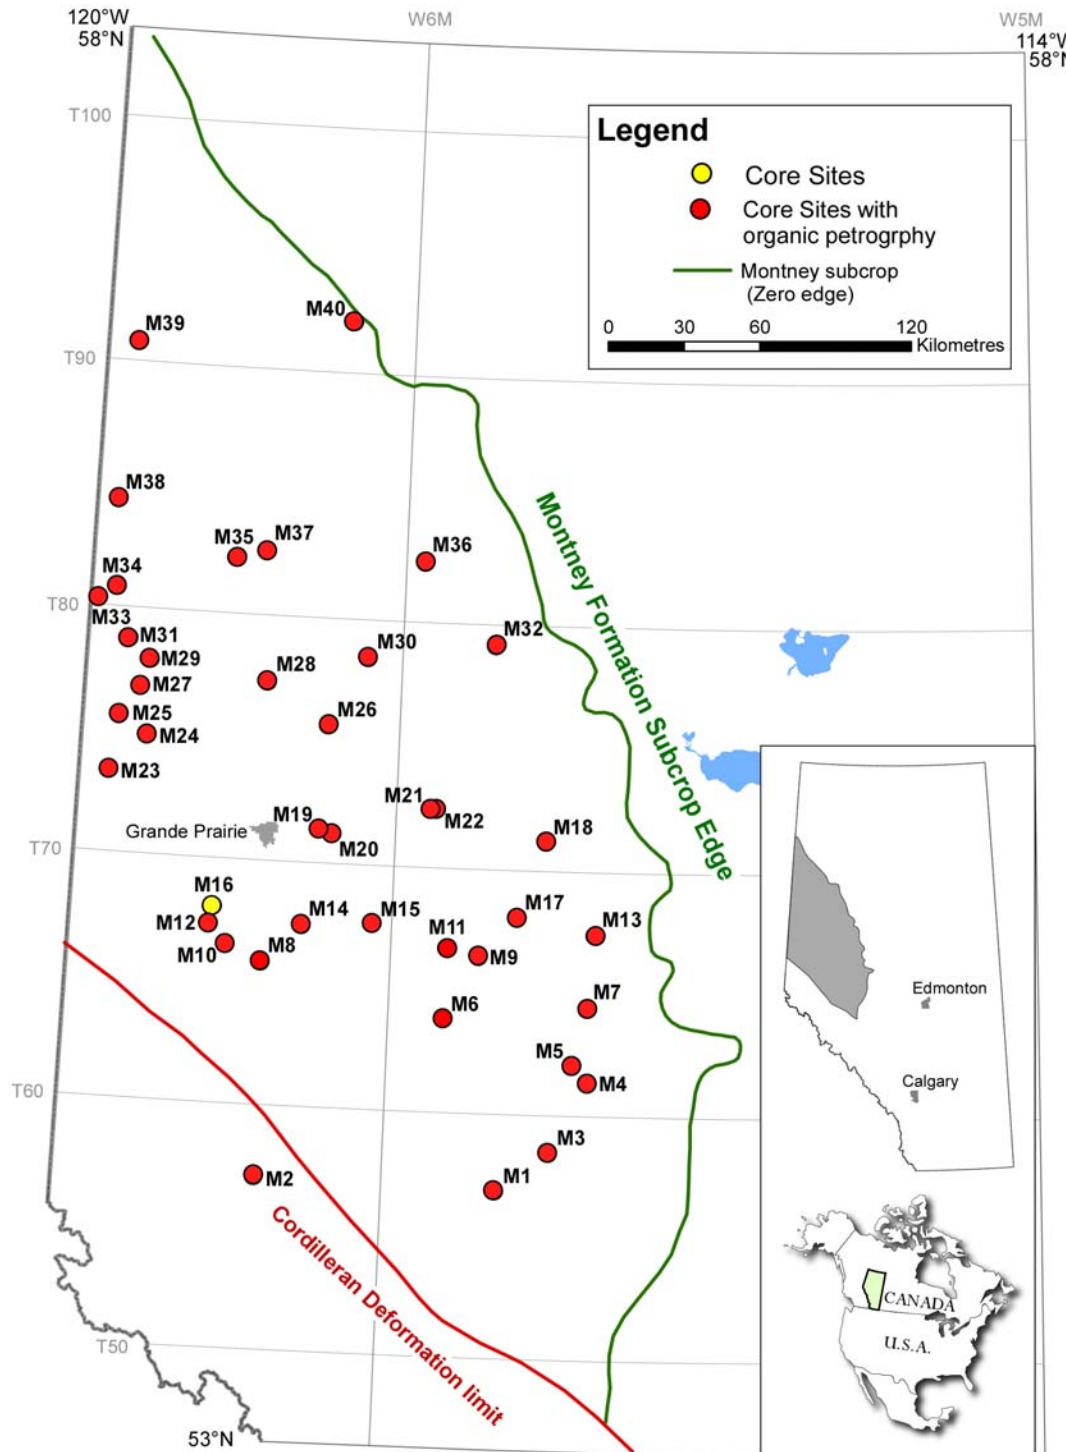 120°W
58°N
W6M
W5M
114°W
58°N
T100
Legend
Core Sites
Core Sites with
organic petrogrphy
Montney subcrop
(Zero edge)
0 30 60 120
Kilometres
M40
M39
T90
M38
M35
M37
M36
M34
T80
M33
M31
M32
M30
M29
M28
M27
M25
M26
M24
M23
Montney Formation Subcrop Edge
M21
M22
M19
M20
Grande Prairie
M18
T70
M16
M12
M14
M15
M17
M13
M11
M10
M8
M9
M7
M6
M5
M4
T60
M3
M2
M1
Cordilleran Deformation limit
T50
53°N
Edmonton
Calgary
CANADA
U.S.A.